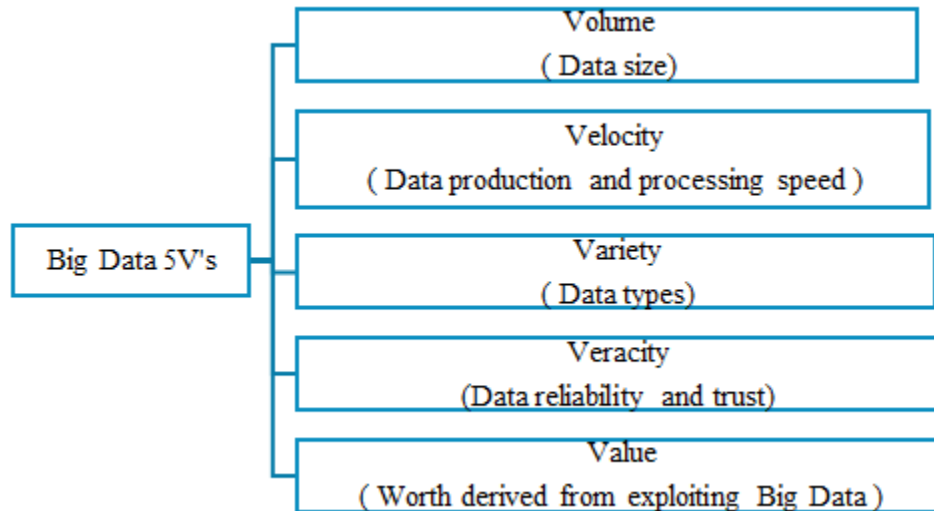 Volume
( Data size)
Velocity
( Data production and processing speed )
Big Data 5V's
Variety
( Data types)
Veracity
(Data reliability and trust)
Value
( Worth derived from exploiting Big Data )